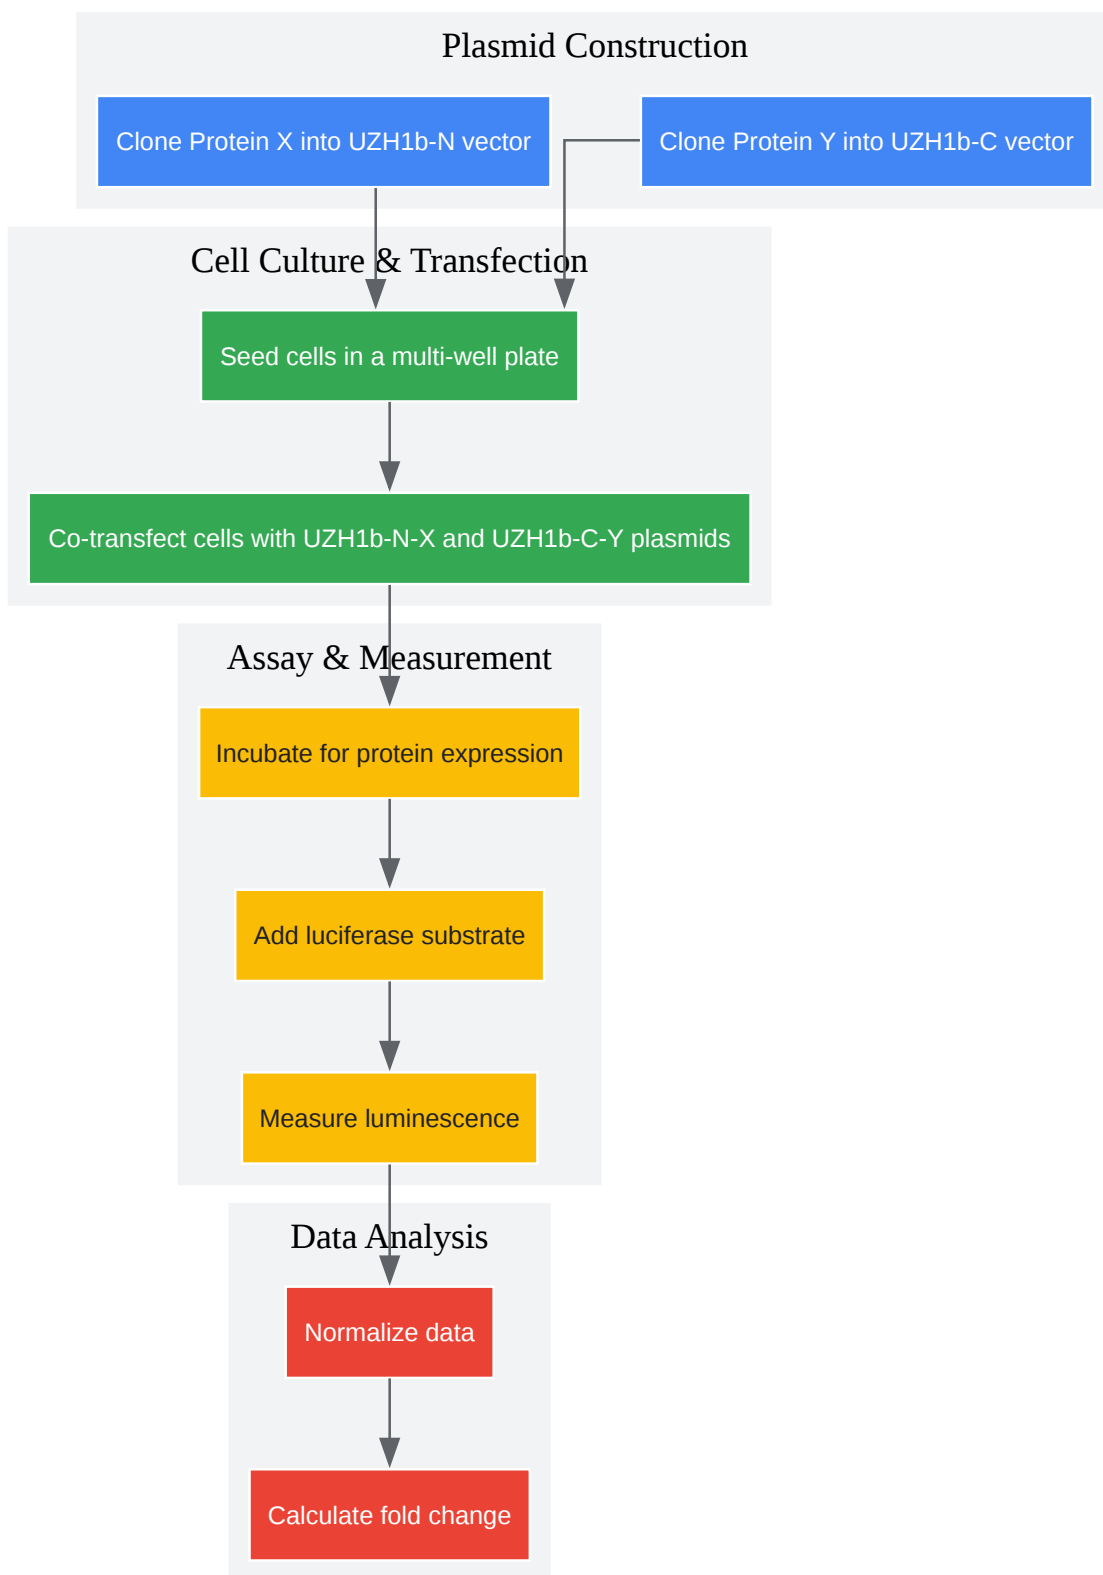 Plasmid Construction
Clone Protein X into UZH1b-N vector
Clone Protein Y into UZH1b-C vector
Cell Culture & Transfection
Seed cells in a multi-well plate
Co-transfect cells with UZH1b-N-X and UZH1b-C-Y plasmids
Assay & Measurement
Incubate for protein expression
Add luciferase substrate
Measure luminescence
Data Analysis
Normalize data
Calculate fold change